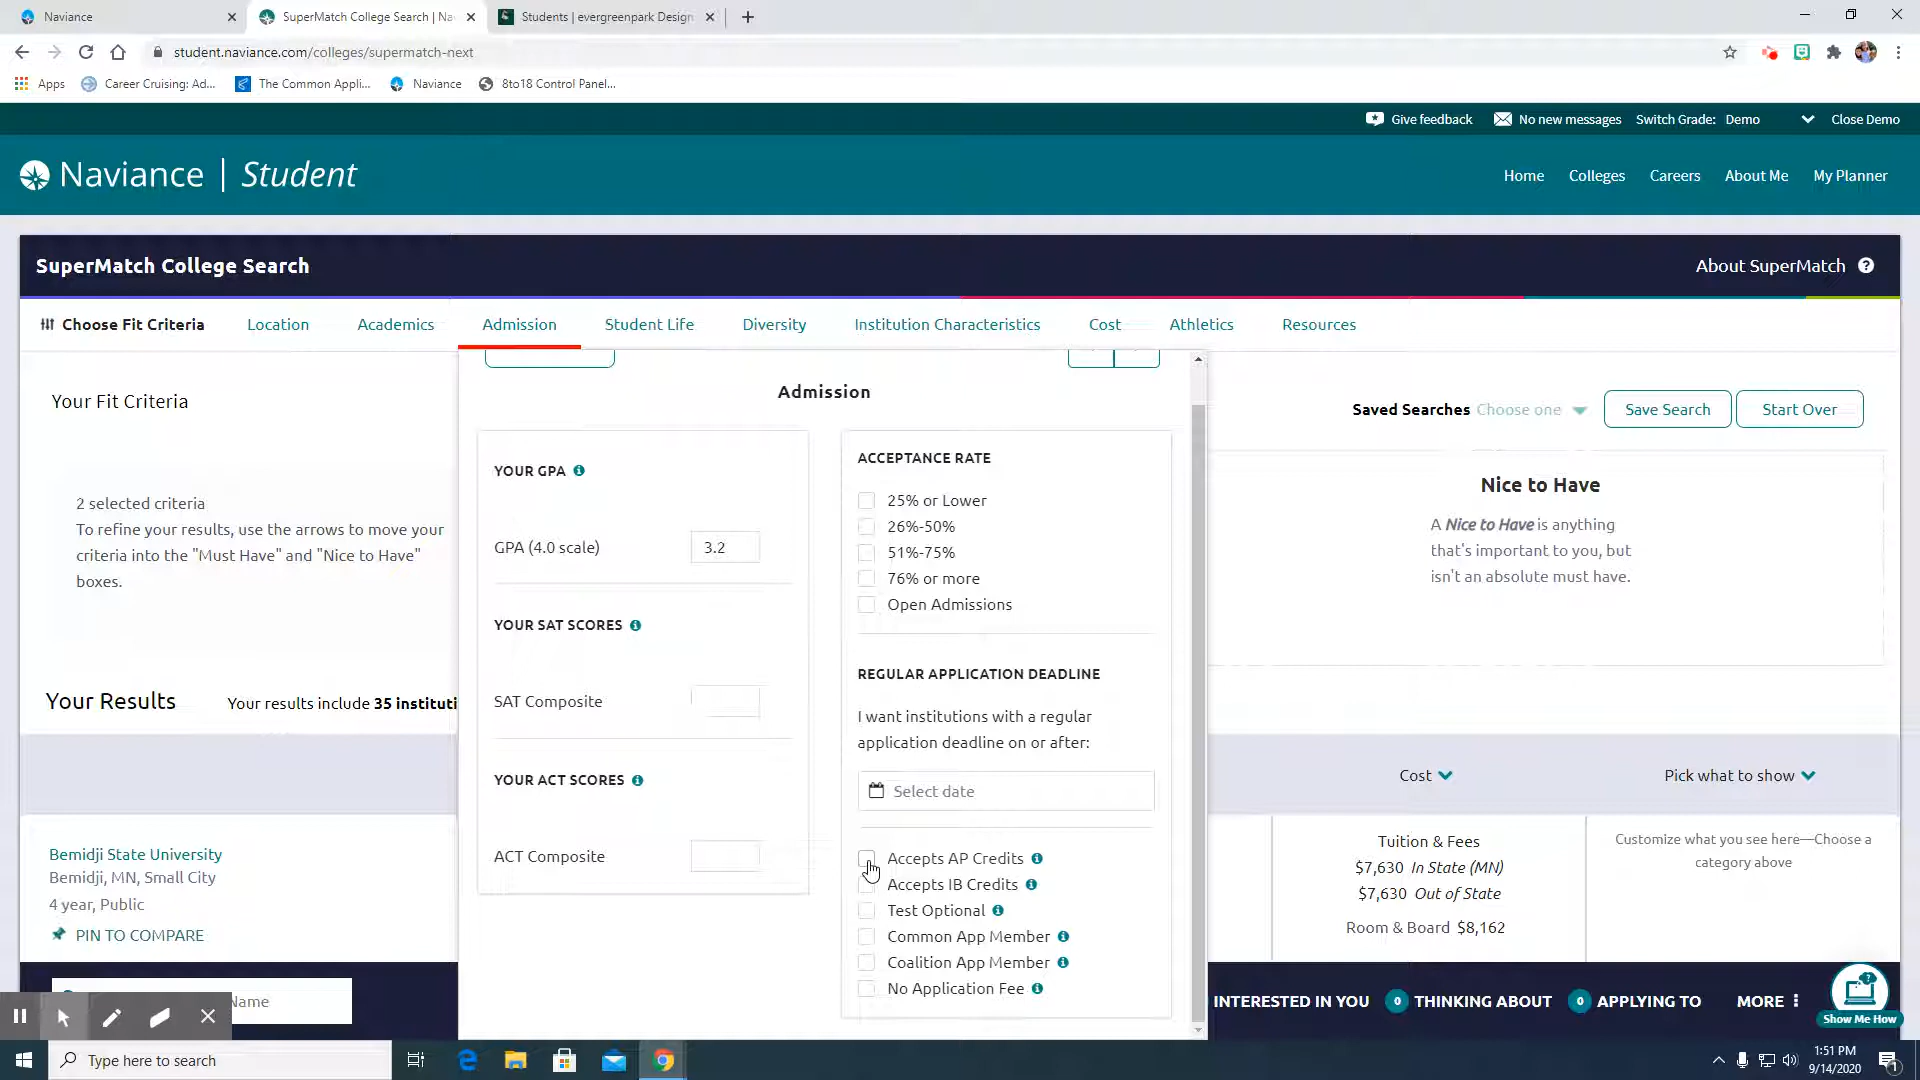 Naviance
SuperMatch College Search | Na
Students | evergreenpark Design
student.naviance.com/colleges/supermatch-next
Apps
Career Cruising: Ad...
The Common Appli...
Naviance
8to18 Control Panel...
Give feedback
No new messages
Switch Grade: Demo
Close Demo
Naviance | Student
Home
Colleges
Careers
About Me
My Planner
SuperMatch College Search
About SuperMatch
Choose Fit Criteria
Location
Academics
Admission
Student Life
Diversity
Institution Characteristics
Cost
Athletics
Resources
Your Fit Criteria
Saved Searches Choose one
Save Search
Start Over
2 selected criteria
To refine your results, use the arrows to move your
criteria into the "Must Have" and "Nice to Have"
boxes.
Admission
YOUR GPA
GPA (4.0 scale) 3.2
YOUR SAT SCORES
SAT Composite
YOUR ACT SCORES
ACT Composite
ACCEPTANCE RATE
25% or Lower
26%-50%
51%-75%
76% or more
Open Admissions
REGULAR APPLICATION DEADLINE
I want institutions with a regular
application deadline on or after:
Select date
Accepts AP Credits
Accepts IB Credits
Test Optional
Common App Member
Coalition App Member
No Application Fee
Nice to Have
A Nice to Have is anything
that's important to you, but
isn't an absolute must have.
Your Results
Your results include 35 instituti
Cost
Pick what to show
Bemidji State University
Bemidji, MN, Small City
4 year, Public
PIN TO COMPARE
Tuition & Fees
$7,630 In State (MN)
$7,630 Out of State
Room & Board $8,162
Customize what you see here—Choose a
category above
Name
INTERESTED IN YOU
0 THINKING ABOUT
0 APPLYING TO
MORE
Show Me How
Type here to search
1:51 PM
9/14/2020
1